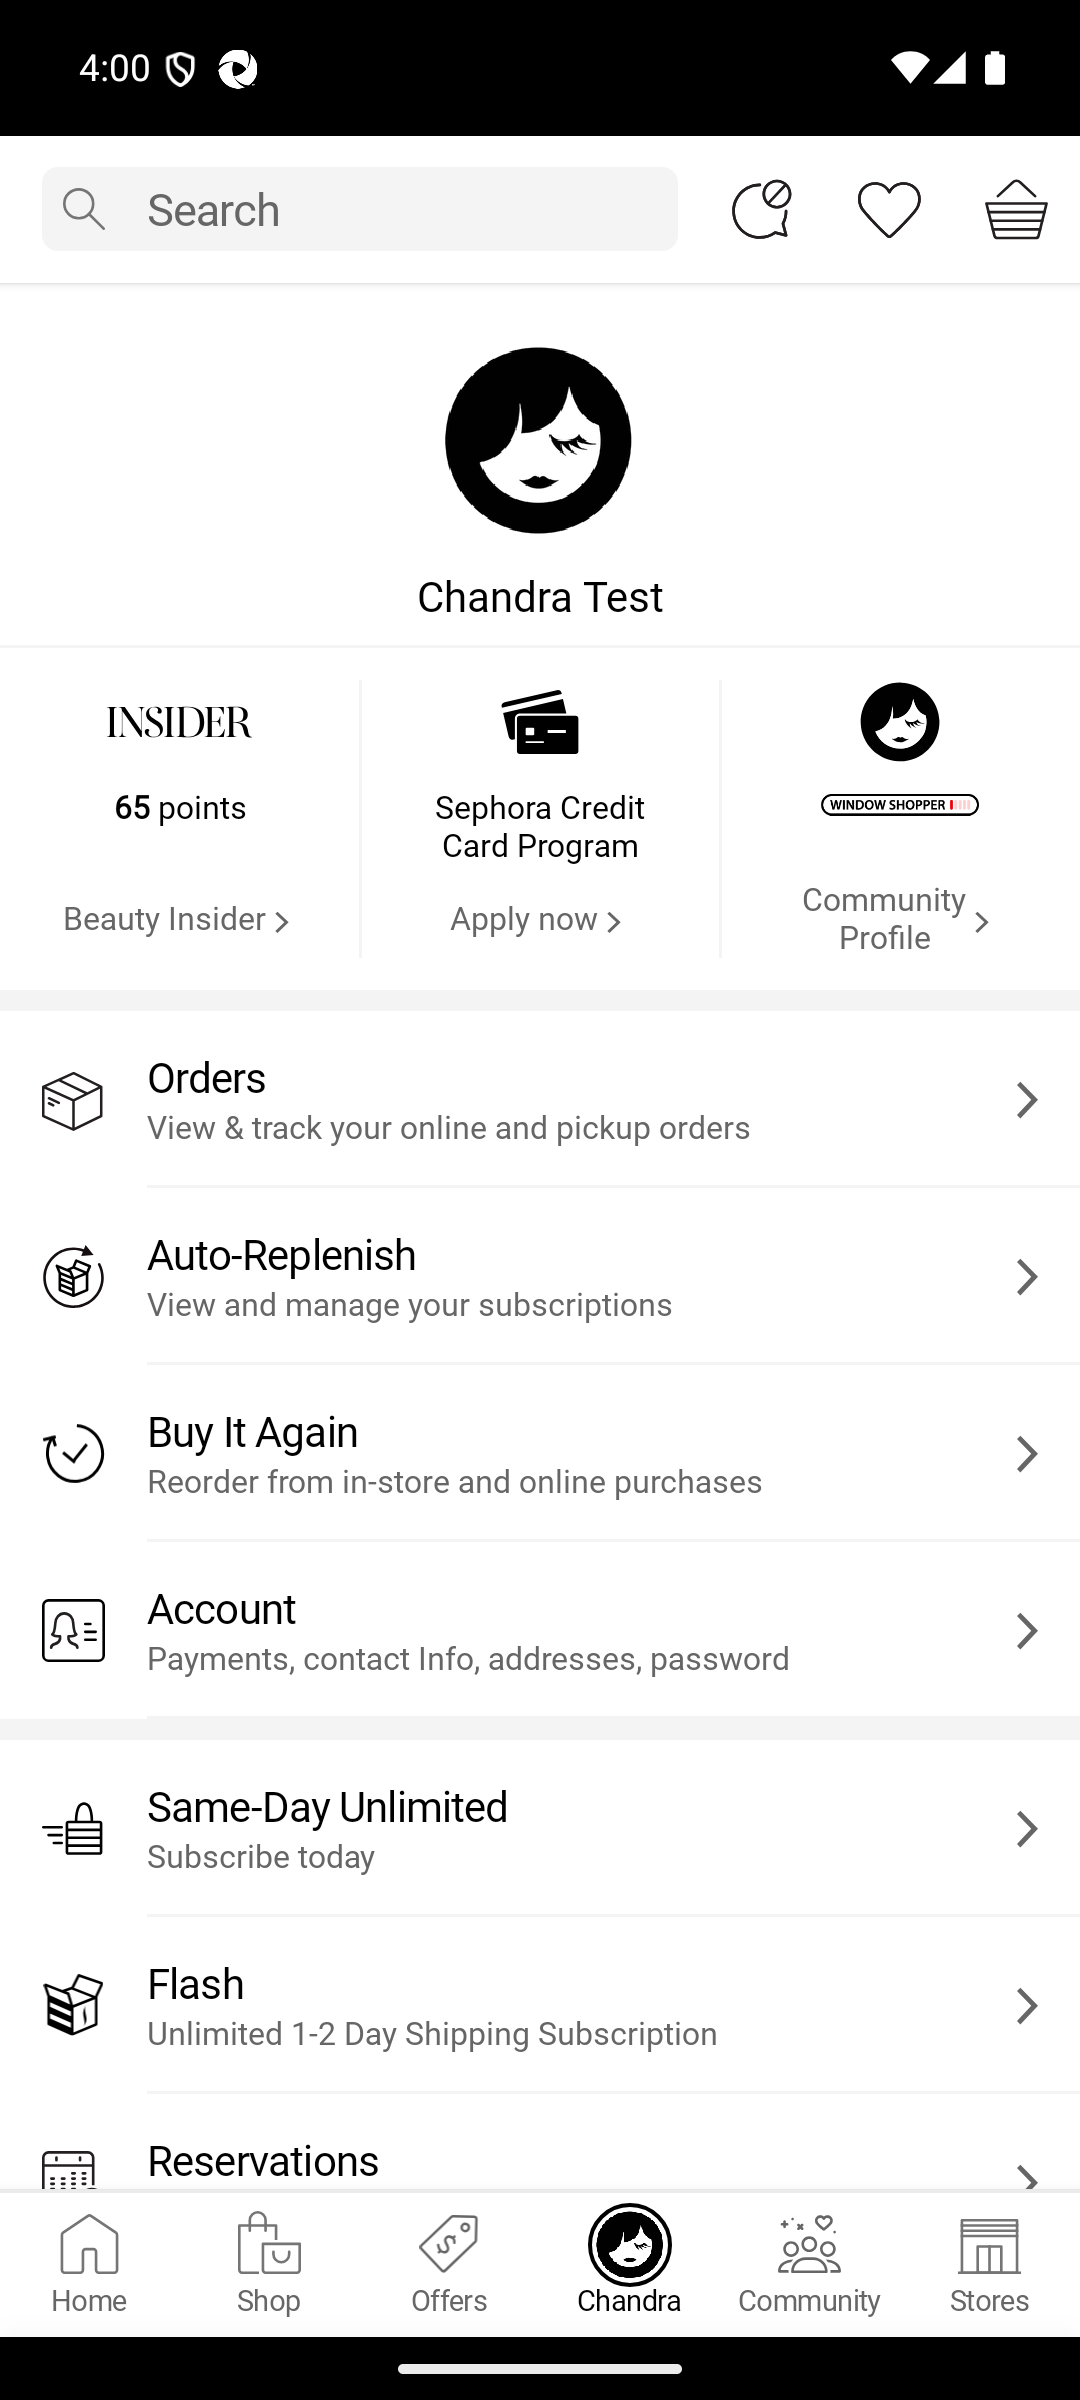 4:00
Search
Chandra Test
INSIDER
65 points
Beauty Insider
Sephora Credit
Card Program
Apply now
WINDOW SHOPPER
Community
Profile
Orders
View & track your online and pickup orders
Auto-Replenish
View and manage your subscriptions
Buy It Again
Reorder from in-store and online purchases
Account
Payments, contact Info, addresses, password
Same-Day Unlimited
Subscribe today
Flash
Unlimited 1-2 Day Shipping Subscription
Reservations
Home
Shop
Offers
Chandra
Community
Stores